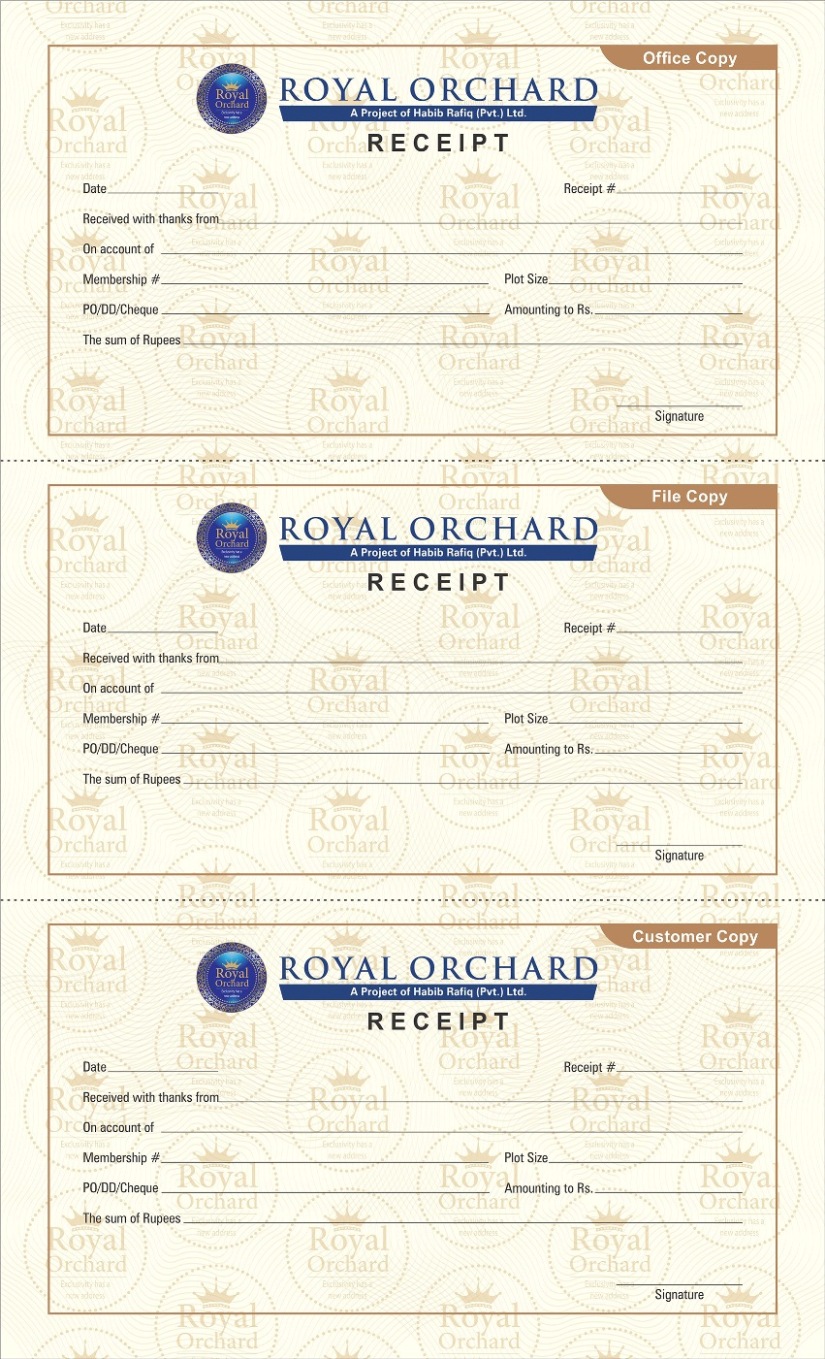 Office Copy
Royal
Orchard
Exclusivity has a
new address
ROYAL ORCHARD
A Project of Habib Rafiq (Pvt.) Ltd.
RECEIPT
Date
Receipt #
Received with thanks from
On account of
Membership #
Plot Size
PO/DD/Cheque
Amounting to Rs.
The sum of Rupees
Signature
File Copy
Royal
Orchard
Exclusivity has a
new address
ROYAL ORCHARD
A Project of Habib Rafiq (Pvt.) Ltd.
RECEIPT
Date
Receipt #
Received with thanks from
On account of
Membership #
Plot Size
PO/DD/Cheque
Amounting to Rs.
The sum of Rupees
Signature
Customer Copy
Royal
Orchard
Exclusivity has a
new address
ROYAL ORCHARD
A Project of Habib Rafiq (Pvt.) Ltd.
RECEIPT
Date
Receipt #
Received with thanks from
On account of
Membership #
Plot Size
PO/DD/Cheque
Amounting to Rs.
The sum of Rupees
Signature